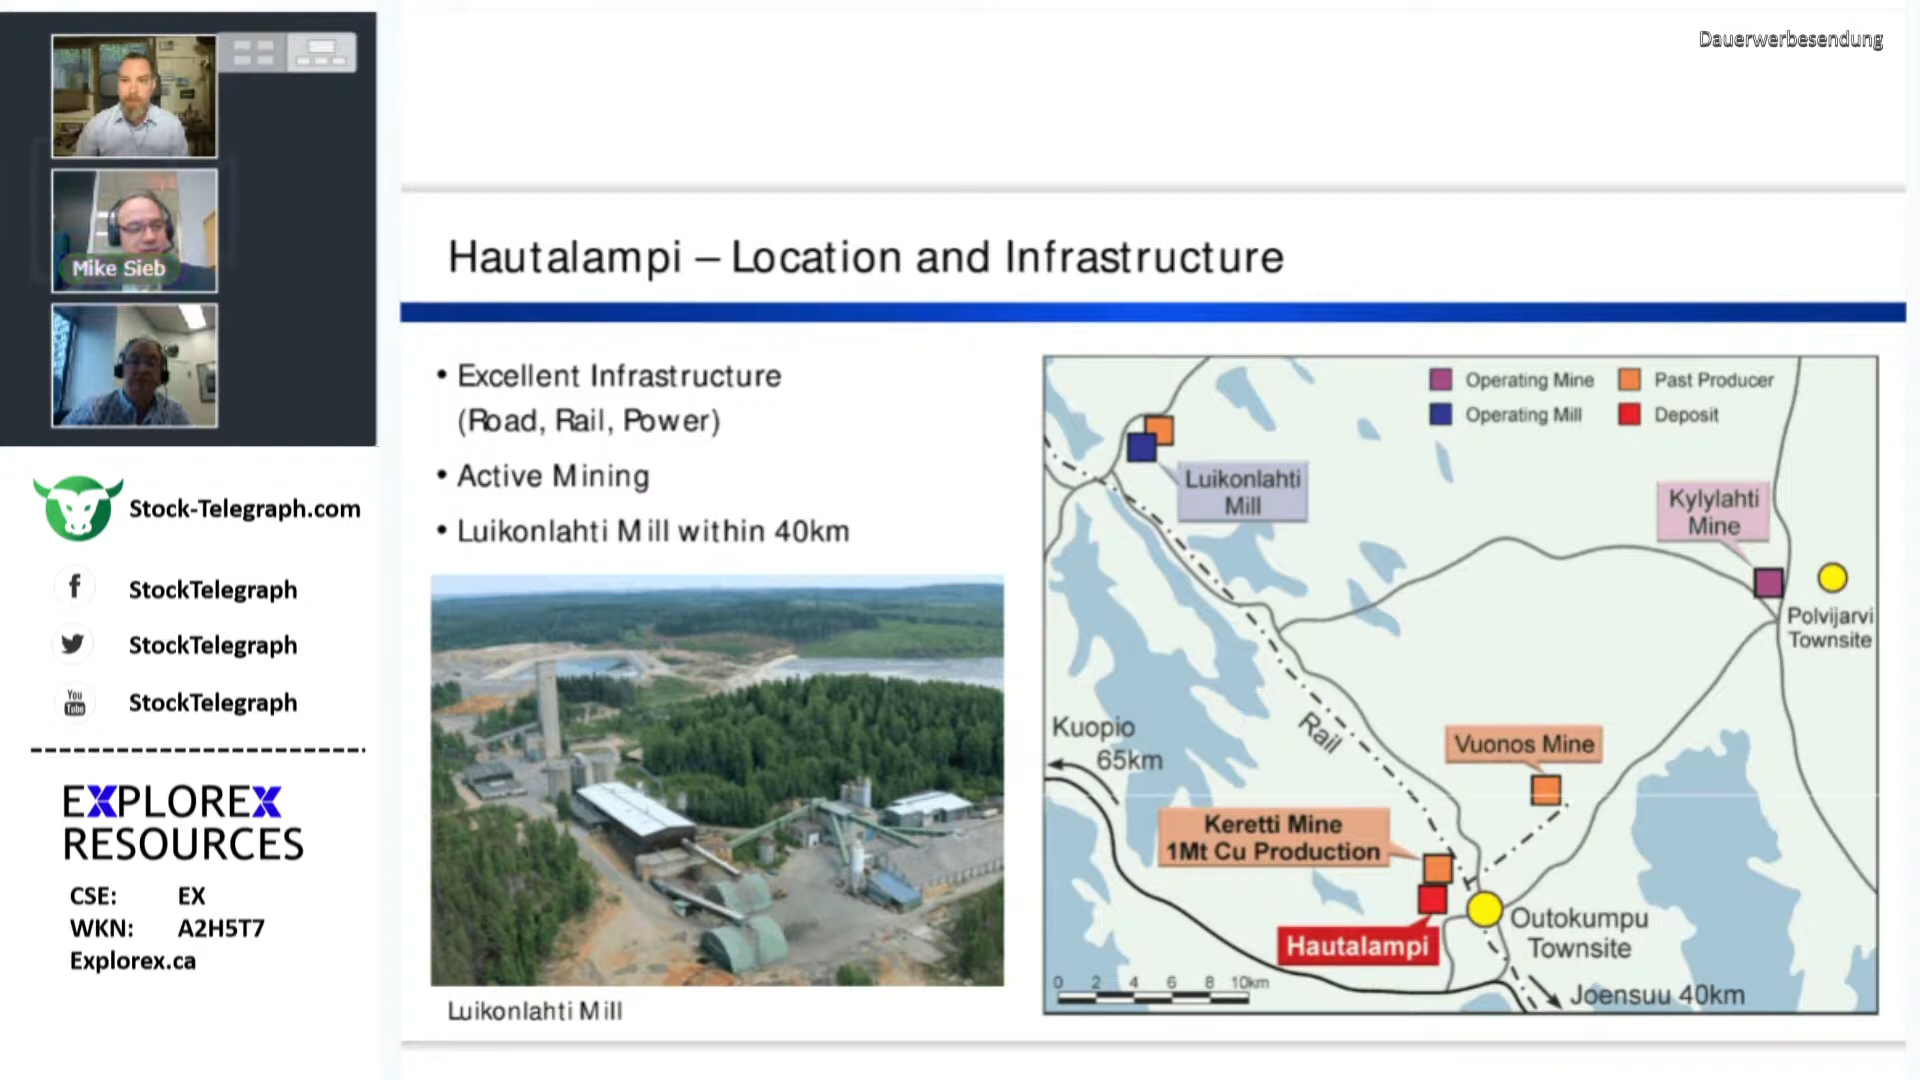 Dauerwerbesendung
Mike Sieb
Stock-Telegraph.com
f
StockTelegraph
StockTelegraph
You
Tube
StockTelegraph
EXPLOREX
RESOURCES
CSE: EX
WKN: A2H5T7
Explorex.ca
Hautalampi – Location and Infrastructure
• Excellent Infrastructure
(Road, Rail, Power)
• Active Mining
• Luikonlahti Mill within 40km
Luikonlahti Mill
Operating Mine
Past Producer
Operating Mill
Deposit
Luikonlahti
Mill
Kylylahti
Mine
Polvijarvi
Townsite
Rail
Kuopio
65km
Vuonos Mine
Keretti Mine
1Mt Cu Production
Hautalampi
Outokumpu
Townsite
0 2 4 6 8 10km
Joensuu 40km